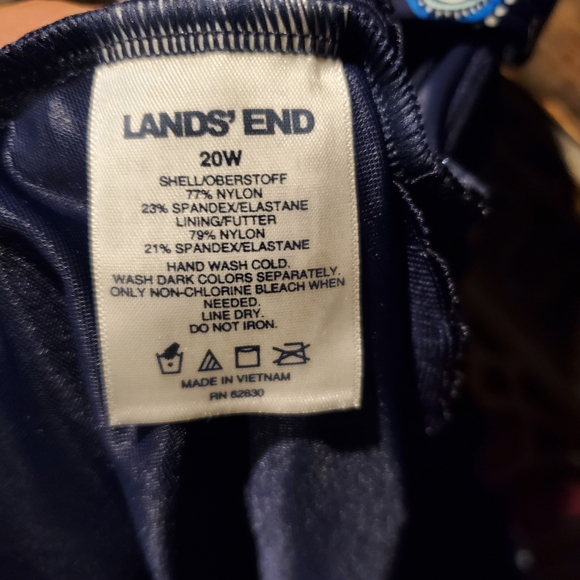 LANDS' END
20W
SHELL/OBERSTOFF
77% NYLON
23% SPANDEX/ELASTANE
LINING/FUTTER
79% NYLON
21% SPANDEX/ELASTANE
HAND WASH COLD.
WASH DARK COLORS SEPARATELY.
ONLY NON-CHLORINE BLEACH WHEN
NEEDED.
LINE DRY.
DO NOT IRON.
MADE IN VIETNAM
RN 62830